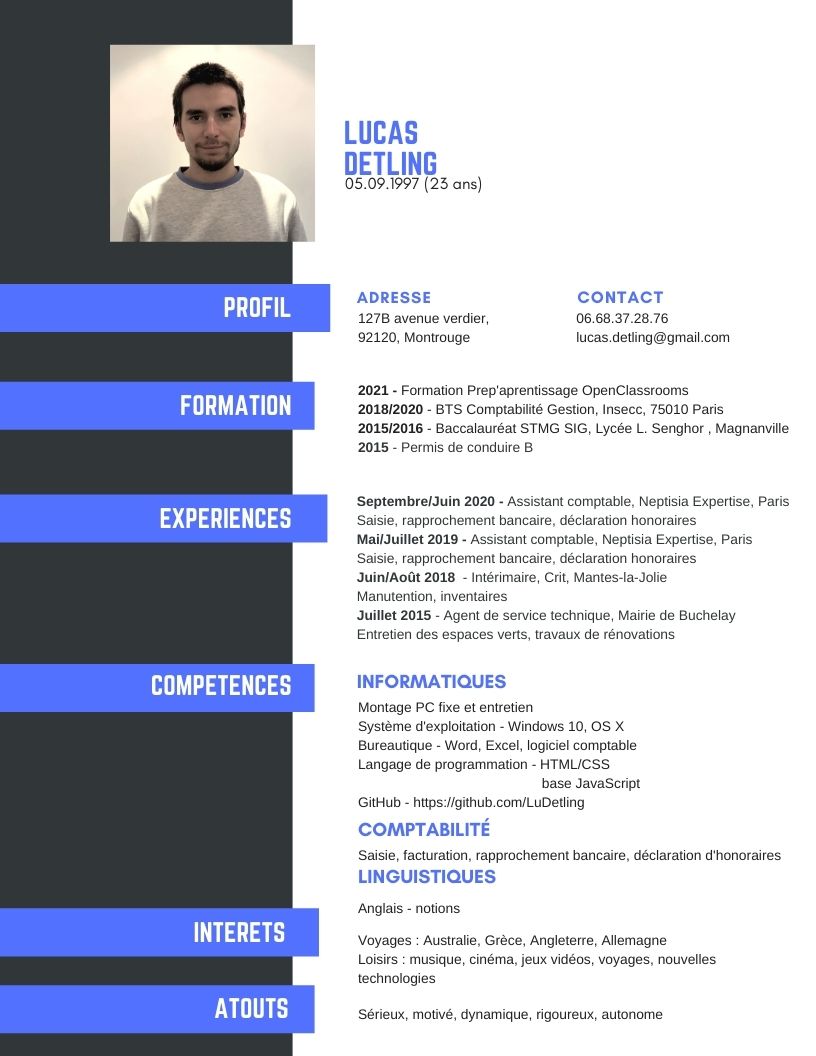 LUCAS
DETLING
05.09.1997 (23 ans)
PROFIL
ADRESSE
127B avenue verdier,
92120, Montrouge
CONTACT
06.68.37.28.76
lucas.detling@gmail.com
FORMATION
2021 - Formation Prep'aprentissage OpenClassrooms
2018/2020 - BTS Comptabilité Gestion, Insecc, 75010 Paris
2015/2016 - Baccalauréat STMG SIG, Lycée L. Senghor , Magnanville
2015 - Permis de conduire B
EXPERIENCES
Septembre/Juin 2020 - Assistant comptable, Neptisia Expertise, Paris
Saisie, rapprochement bancaire, déclaration honoraires
Mai/Juillet 2019 - Assistant comptable, Neptisia Expertise, Paris
Saisie, rapprochement bancaire, déclaration honoraires
Juin/Août 2018 - Intérimaire, Crit, Mantes-la-Jolie
Manutention, inventaires
Juillet 2015 - Agent de service technique, Mairie de Buchelay
Entretien des espaces verts, travaux de rénovations
COMPETENCES
INFORMATIQUES
Montage PC fixe et entretien
Système d'exploitation - Windows 10, OS X
Bureautique - Word, Excel, logiciel comptable
Langage de programmation - HTML/CSS
base JavaScript
GitHub - https://github.com/LuDetling
COMPTABILITÉ
Saisie, facturation, rapprochement bancaire, déclaration d'honoraires
LINGUISTIQUES
Anglais - notions
INTERETS
Voyages : Australie, Grèce, Angleterre, Allemagne
Loisirs : musique, cinéma, jeux vidéos, voyages, nouvelles
technologies
ATOUTS
Sérieux, motivé, dynamique, rigoureux, autonome